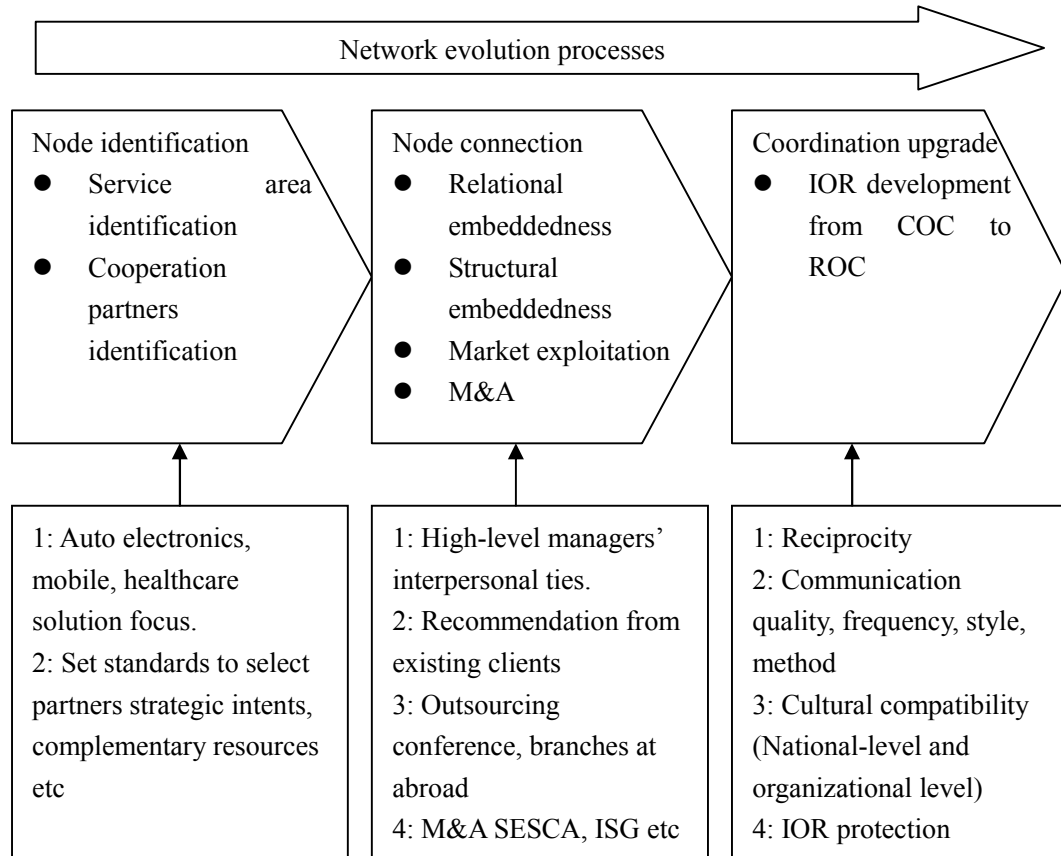 Network evolution processes
Node identification
● Service area
identification
● Cooperation
partners
identification
Node connection
● Relational
embeddedness
● Structural
embeddedness
● Market exploitation
● M&A
Coordination upgrade
● IOR development
from COC to
ROC
1: Auto electronics,
mobile, healthcare
solution focus.
2: Set standards to select
partners strategic intents,
complementary resources
etc
1: High-level managers’
interpersonal ties.
2: Recommendation from
existing clients
3: Outsourcing
conference, branches at
abroad
4: M&A SESCA, ISG etc
1: Reciprocity
2: Communication
quality, frequency, style,
method
3: Cultural compatibility
(National-level and
organizational level)
4: IOR protection